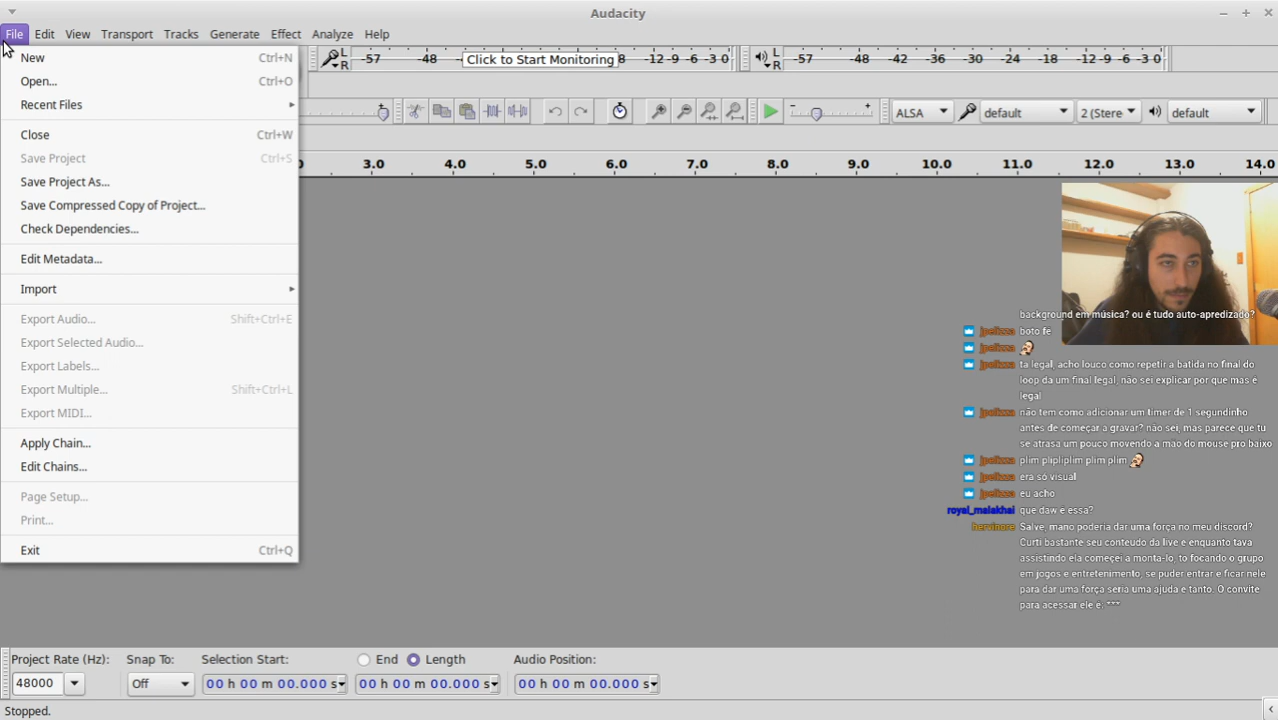 Audacity
File Edit View Transport Tracks Generate Effect Analyze Help
New Ctrl+N
Open... Ctrl+O
Recent Files
Close Ctrl+W
Save Project Ctrl+S
Save Project As...
Save Compressed Copy of Project...
Check Dependencies...
Edit Metadata...
Import
Export Audio... Shift+Ctrl+E
Export Selected Audio...
Export Labels...
Export Multiple... Shift+Ctrl+L
Export MIDI...
Apply Chain...
Edit Chains...
Page Setup...
Print...
Exit Ctrl+Q
L R -57 -48 Click to Start Monitoring 8 -12 -9 -6 -3 0
L R -57 -48 -42 -36 -30 -24 -18 -12 -9 -6 -3 0
ALSA default 2 (Stere default
0 3.0 4.0 5.0 6.0 7.0 8.0 9.0 10.0 11.0 12.0 13.0 14.0
background em música? ou é tudo auto-apredizado?
jpelizza boto fé
jpelizza
jpelizza ta legal, acho louco como repetir a batida no final do
loop da um final legal, não sei explicar por que mas é
legal
jpelizza não tem como adicionar um timer de 1 segundinho
antes de começar a gravar? não sei, mas parece que tu
se atrasa um pouco movendo a mão do mouse pro baixo
jpelizza plim plipliplim plim plim
jpelizza era só visual
jpelizza eu acho
royal_malakhai que daw e essa?
hervinore Salve, mano poderia dar uma força no meu discord?
Curti bastante seu conteudo da live e enquanto tava
assistindo ela começei a monta-lo, to focando o grupo
em jogos e entretenimento, se puder entrar e ficar nele
para dar uma força seria uma ajuda e tanto. O convite
para acessar ele é: ***
Project Rate (Hz): Snap To: Selection Start: End Length Audio Position:
48000 Off 00 h 00 m 00.000 s 00 h 00 m 00.000 s 00 h 00 m 00.000 s
Stopped.